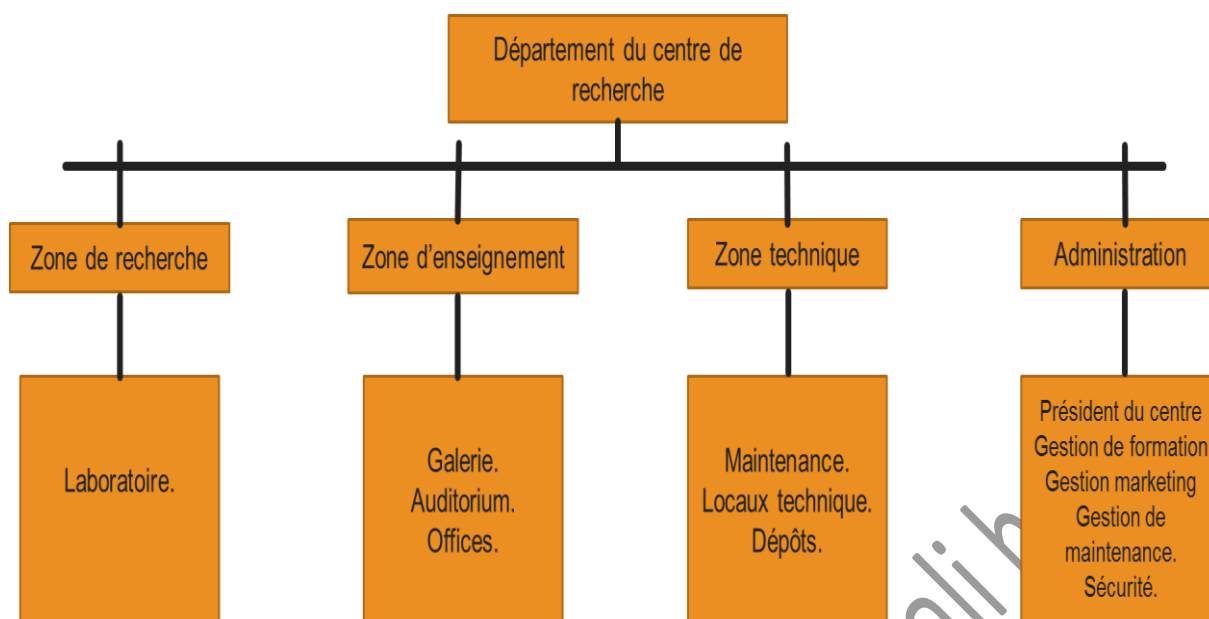 Département du centre de
recherche
Zone de recherche
Zone d'enseignement
Zone technique
Administration
Laboratoire.
Galerie.
Auditorium.
Offices.
Maintenance.
Locaux technique.
Dépôts.
Président du centre
Gestion de formation
Gestion marketing
Gestion de
maintenance.
Sécurité.